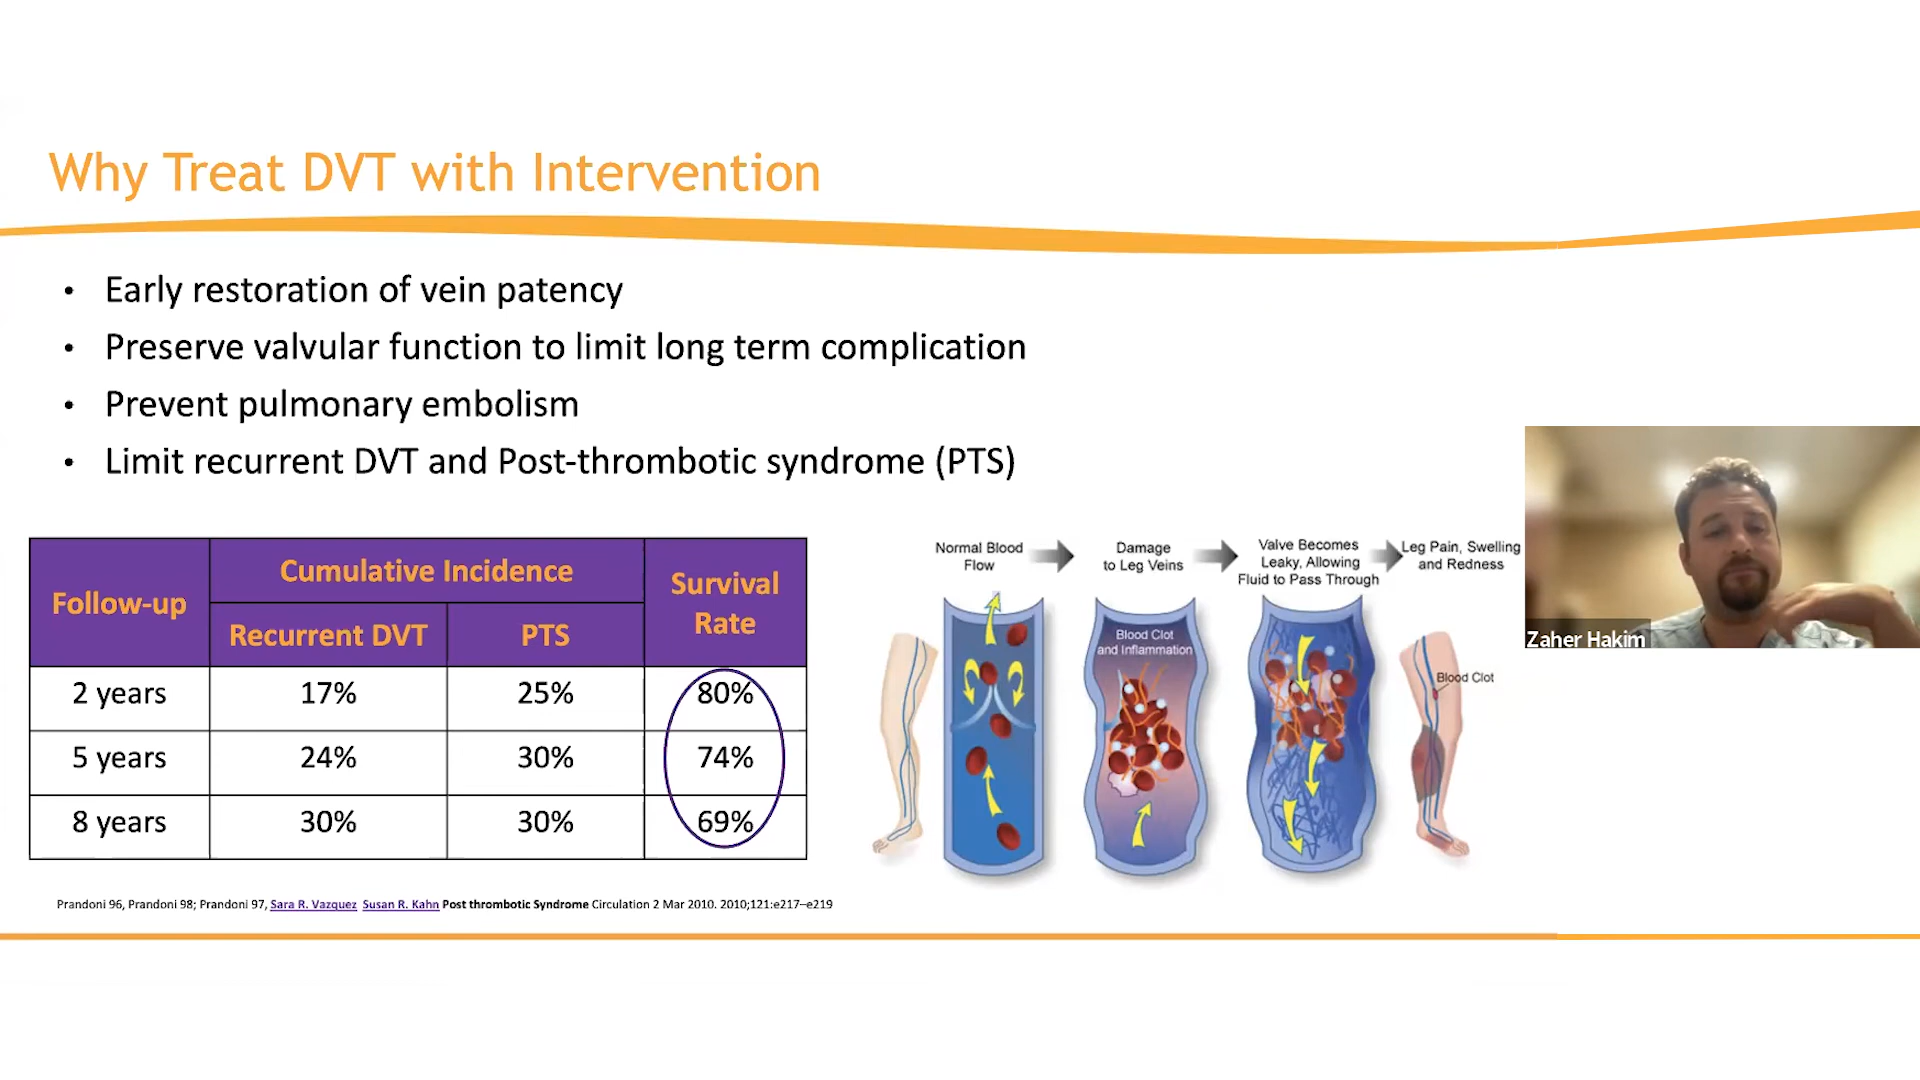 Why Treat DVT with Intervention
• Early restoration of vein patency
• Preserve valvular function to limit long term complication
• Prevent pulmonary embolism
• Limit recurrent DVT and Post-thrombotic syndrome (PTS)
Follow-up
Cumulative Incidence
Survival
Rate
Recurrent DVT
PTS
2 years 17% 25% 80%
5 years 24% 30% 74%
8 years 30% 30% 69%
Prandoni 96, Prandoni 98; Prandoni 97, Sara R. Vazquez Susan R. Kahn Post thrombotic Syndrome Circulation 2 Mar 2010. 2010;121:e217–e219
Normal Blood
Flow
Damage
to Leg Veins
Valve Becomes
Leaky, Allowing
Fluid to Pass Through
Leg Pain, Swelling
and Redness
Blood Clot
and Inflammation
Blood Clot
Zaher Hakim